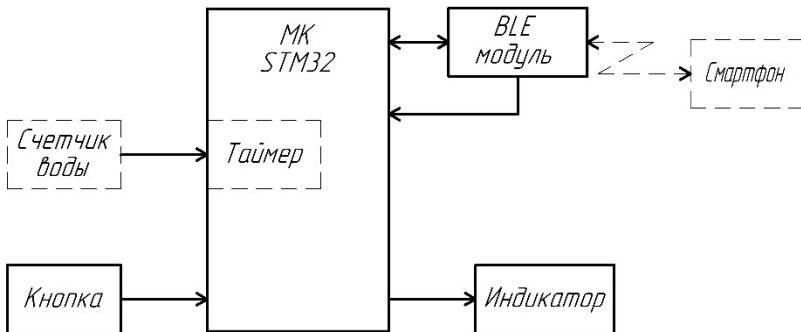 МК
STM32
BLE
модуль
Смартфон
Счетчик
воды
Таймер
Кнопка
Индикатор